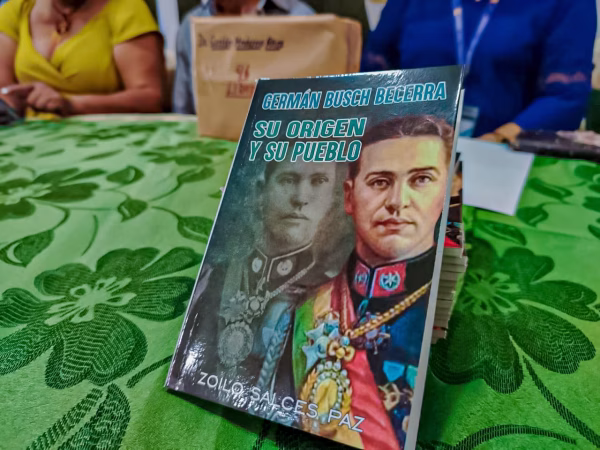 GERMÁN BUSCH BECERRA
SU ORIGEN
Y SU PUEBLO
ZOILO SALCES PAZ